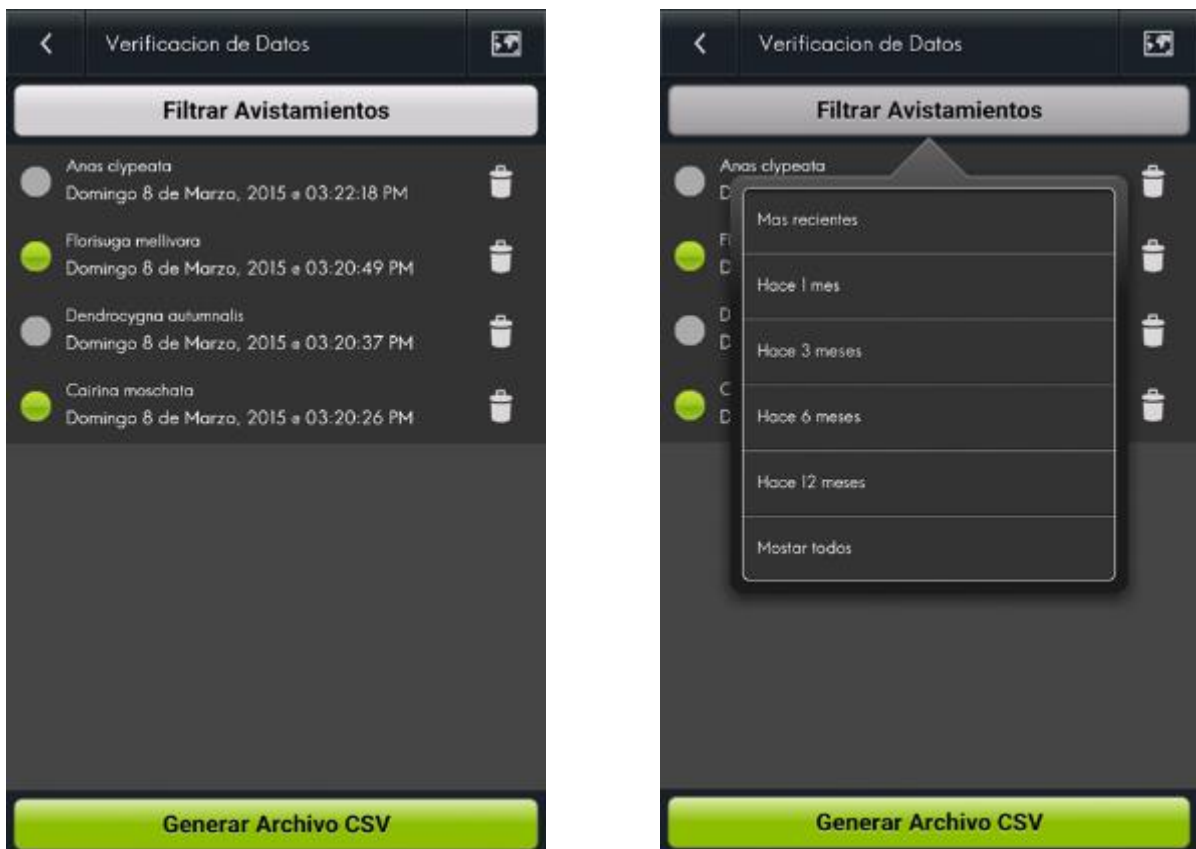 Verificacion de Datos
Filtrar Avistamientos
Anas clypeata
Domingo 8 de Marzo, 2015 a 03:22:18 PM
Florisuga mellivora
Domingo 8 de Marzo, 2015 a 03:20:49 PM
Dendrocygna autumnalis
Domingo 8 de Marzo, 2015 a 03:20:37 PM
Cairina moschata
Domingo 8 de Marzo, 2015 a 03:20:26 PM
Generar Archivo CSV
Verificacion de Datos
Filtrar Avistamientos
Anas clypeata
D
Mas recientes
Fl
D
Hace 1 mes
D
D
Hace 3 meses
C
D
Hace 6 meses
Hace 12 meses
Mostar todos
Generar Archivo CSV